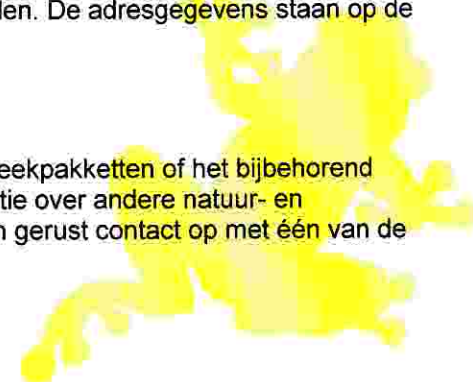 len. De adresgegevens staan op de
eekpakketten of het bijbehorend
tie over andere natuur- en
n gerust contact op met één van de